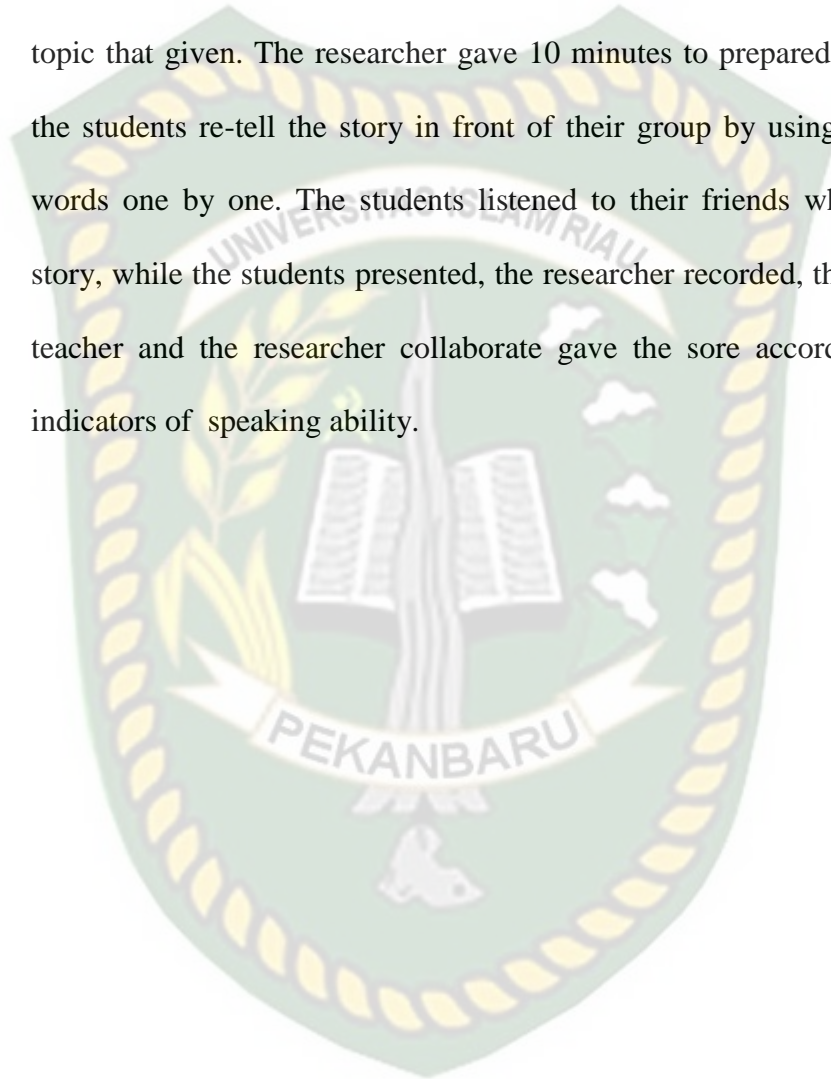 topic that given. The researcher gave 10 minutes to prepared
the students re-tell the story in front of their group by using
words one by one. The students listened to their friends wh
story, while the students presented, the researcher recorded, th
teacher and the researcher collaborate gave the sore accord
indicators of speaking ability.
UNIVERSITAS ISLAM RIAU
PEKANBARU